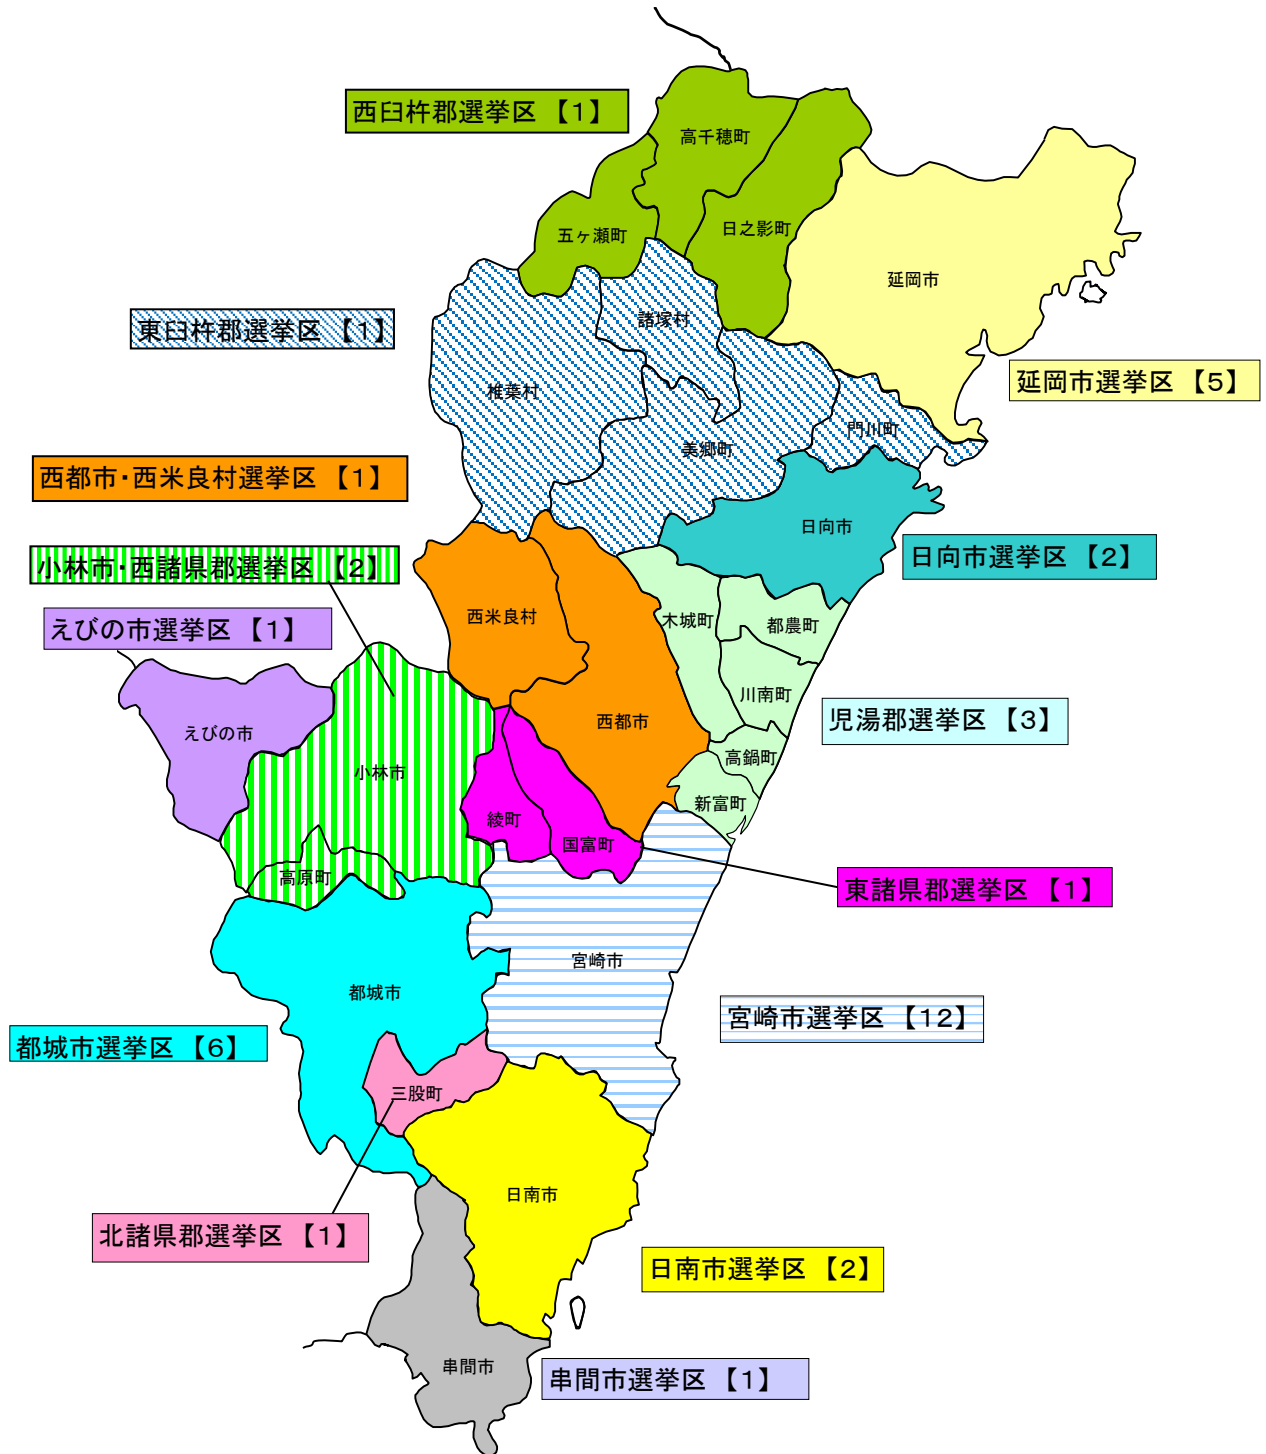 西臼杵郡選挙区 【1】
高千穂町
五ヶ瀬町
日之影町
延岡市
東臼杵郡選挙区 【1】
諸塚村
椎葉村
延岡市選挙区 【5】
門川町
美郷町
西都市・西米良村選挙区 【1】
日向市
日向市選挙区 【2】
小林市・西諸県郡選挙区 【2】
西米良村
木城町
都農町
えびの市選挙区 【1】
川南町
児湯郡選挙区 【3】
西都市
えびの市
高鍋町
小林市
新富町
綾町
国富町
高原町
東諸県郡選挙区 【1】
宮崎市
都城市
宮崎市選挙区 【12】
都城市選挙区 【6】
三股町
日南市
北諸県郡選挙区 【1】
日南市選挙区 【2】
串間市
串間市選挙区 【1】